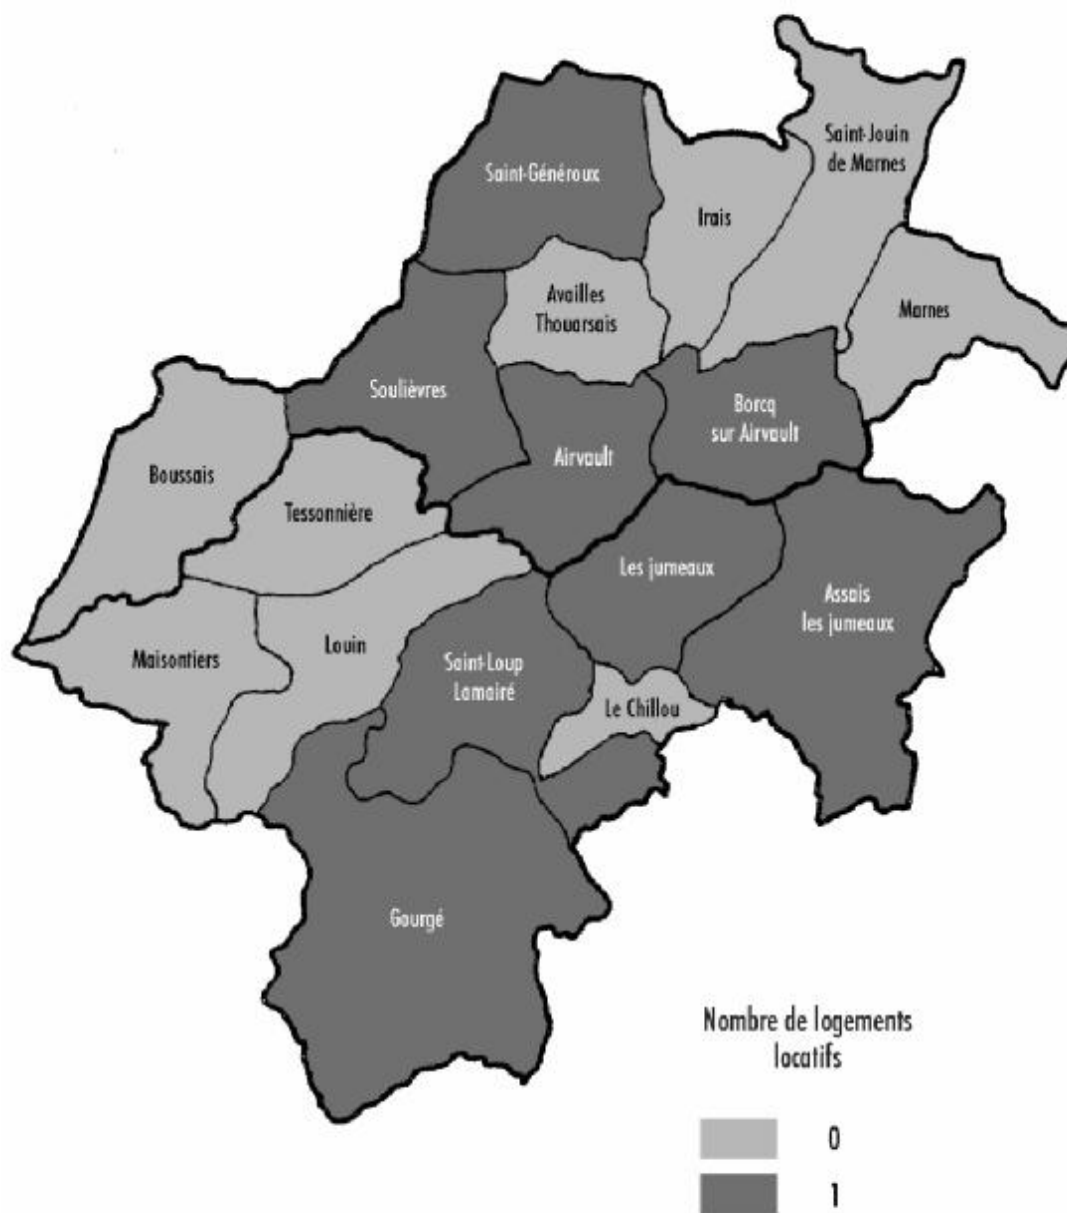 Saint-Jouin
de Marnes
Saint-Généroux
Irais
Availles
Thouarsais
Marnes
Soulièvres
Borcq
sur Airvault
Airvault
Boussais
Tessonnière
Les jumeaux
Assais
les jumeaux
Louin
Maisontiers
Saint-Loup
Lamairé
Le Chillou
Gourgé
Nombre de logements
locatifs
0
1